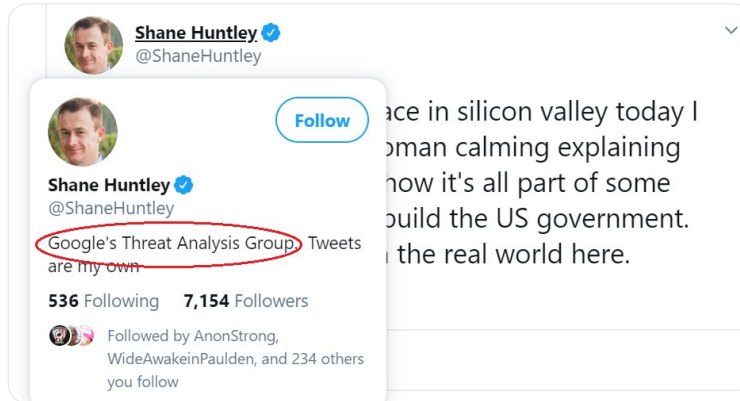 Shane Huntley
@ShaneHuntley
Follow
Shane Huntley
@ShaneHuntley
Google's Threat Analysis Group. Tweets
are my own
536 Following 7,154 Followers
Followed by AnonStrong,
WideAwakeinPaulden, and 234 others
you follow
ace in silicon valley today I
oman calming explaining
now it's all part of some
build the US government.
the real world here.